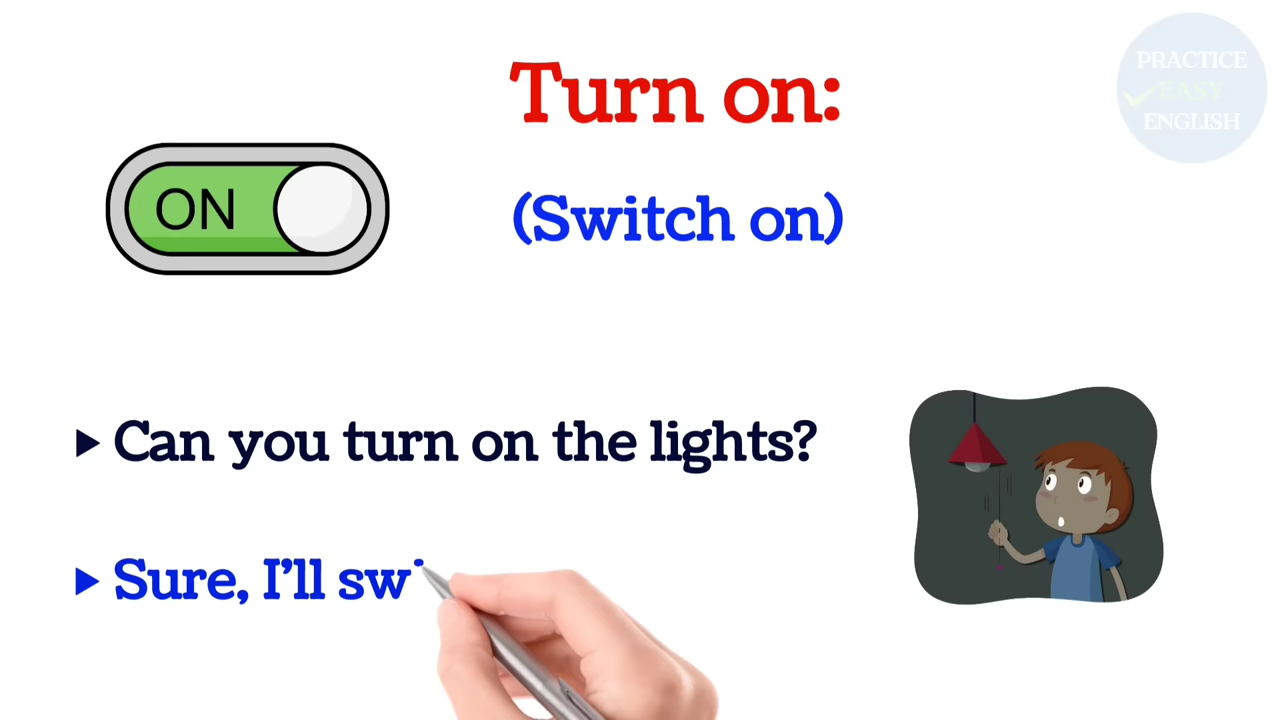 PRACTICE
EASY
ENGLISH
Turn on:
ON
(Switch on)
Can you turn on the lights?
Sure, I'll sw